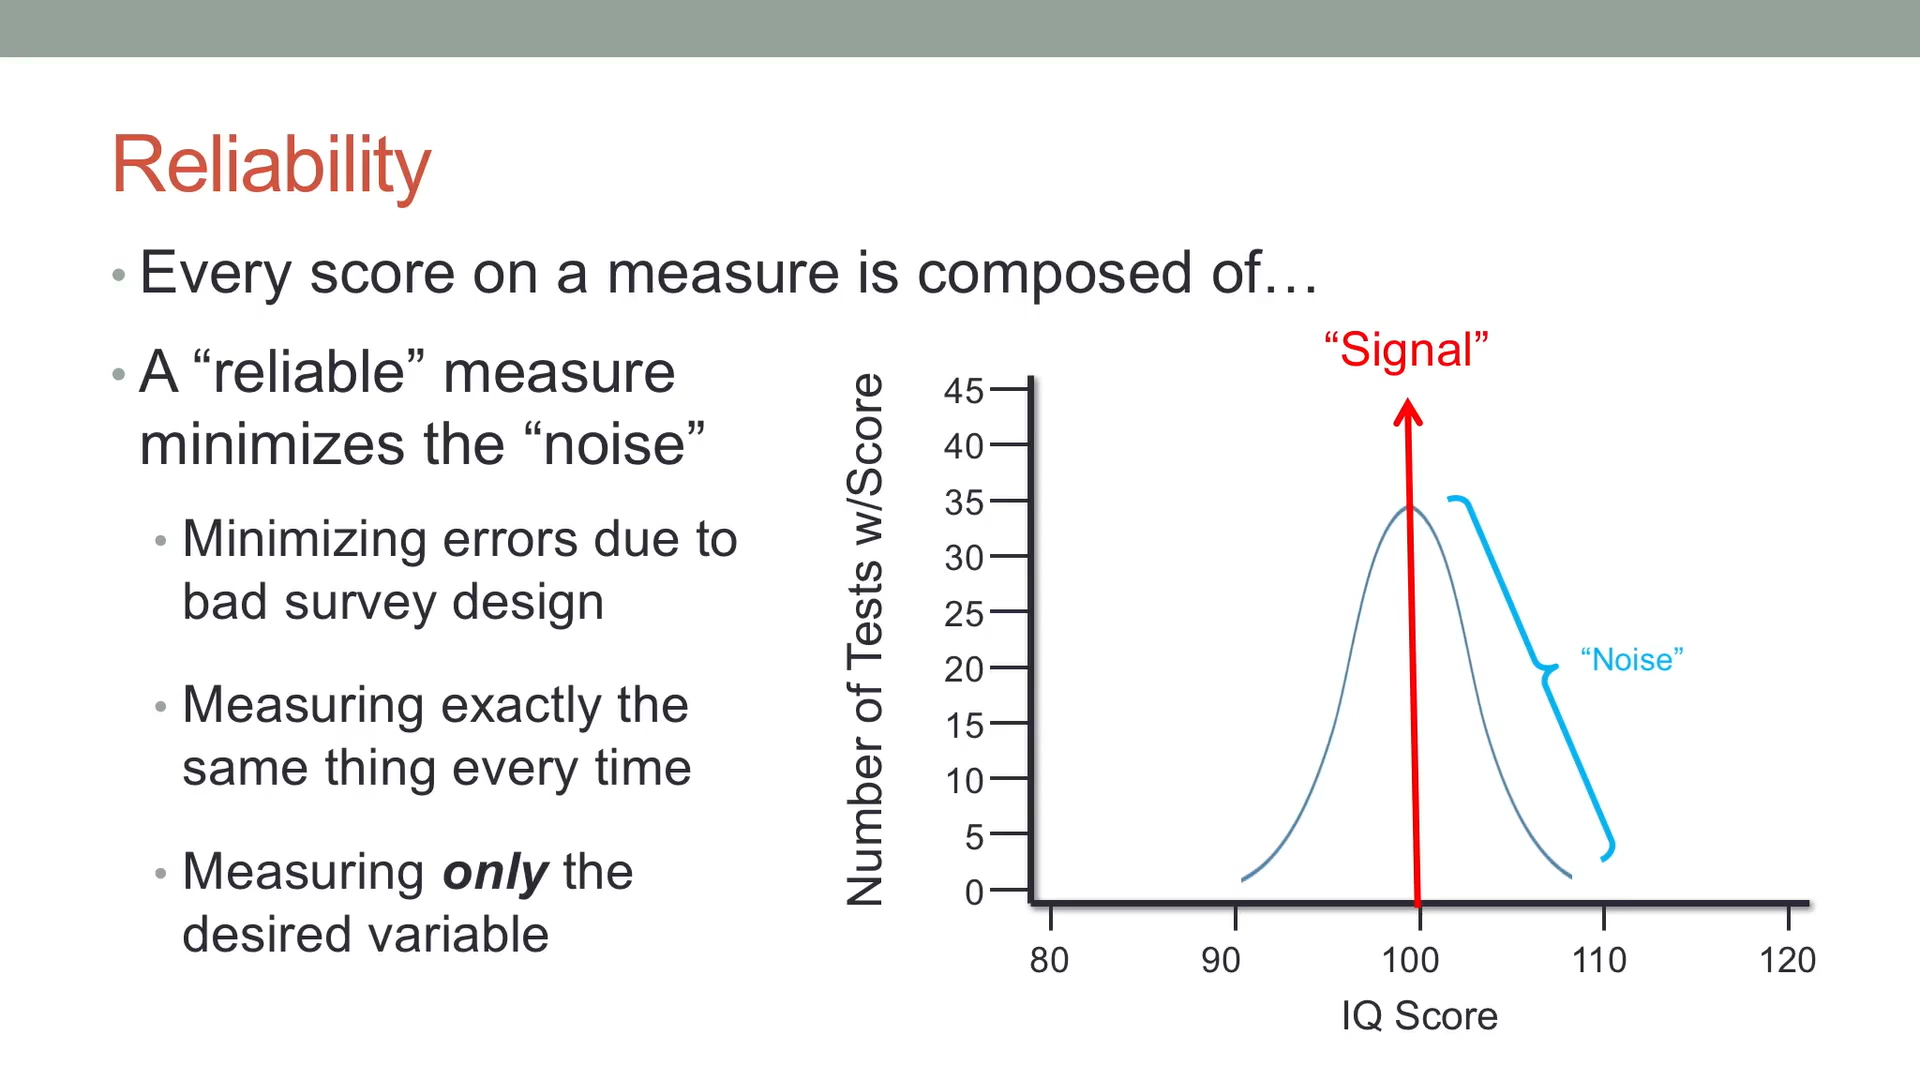 Reliability
• Every score on a measure is composed of…
• A “reliable” measure
minimizes the “noise”
• Minimizing errors due to
bad survey design
• Measuring exactly the
same thing every time
• Measuring only the
desired variable
“Signal”
Number of Tests w/Score
45
40
35
30
25
20
15
10
5
0
“Noise”
80 90 100 110 120
IQ Score